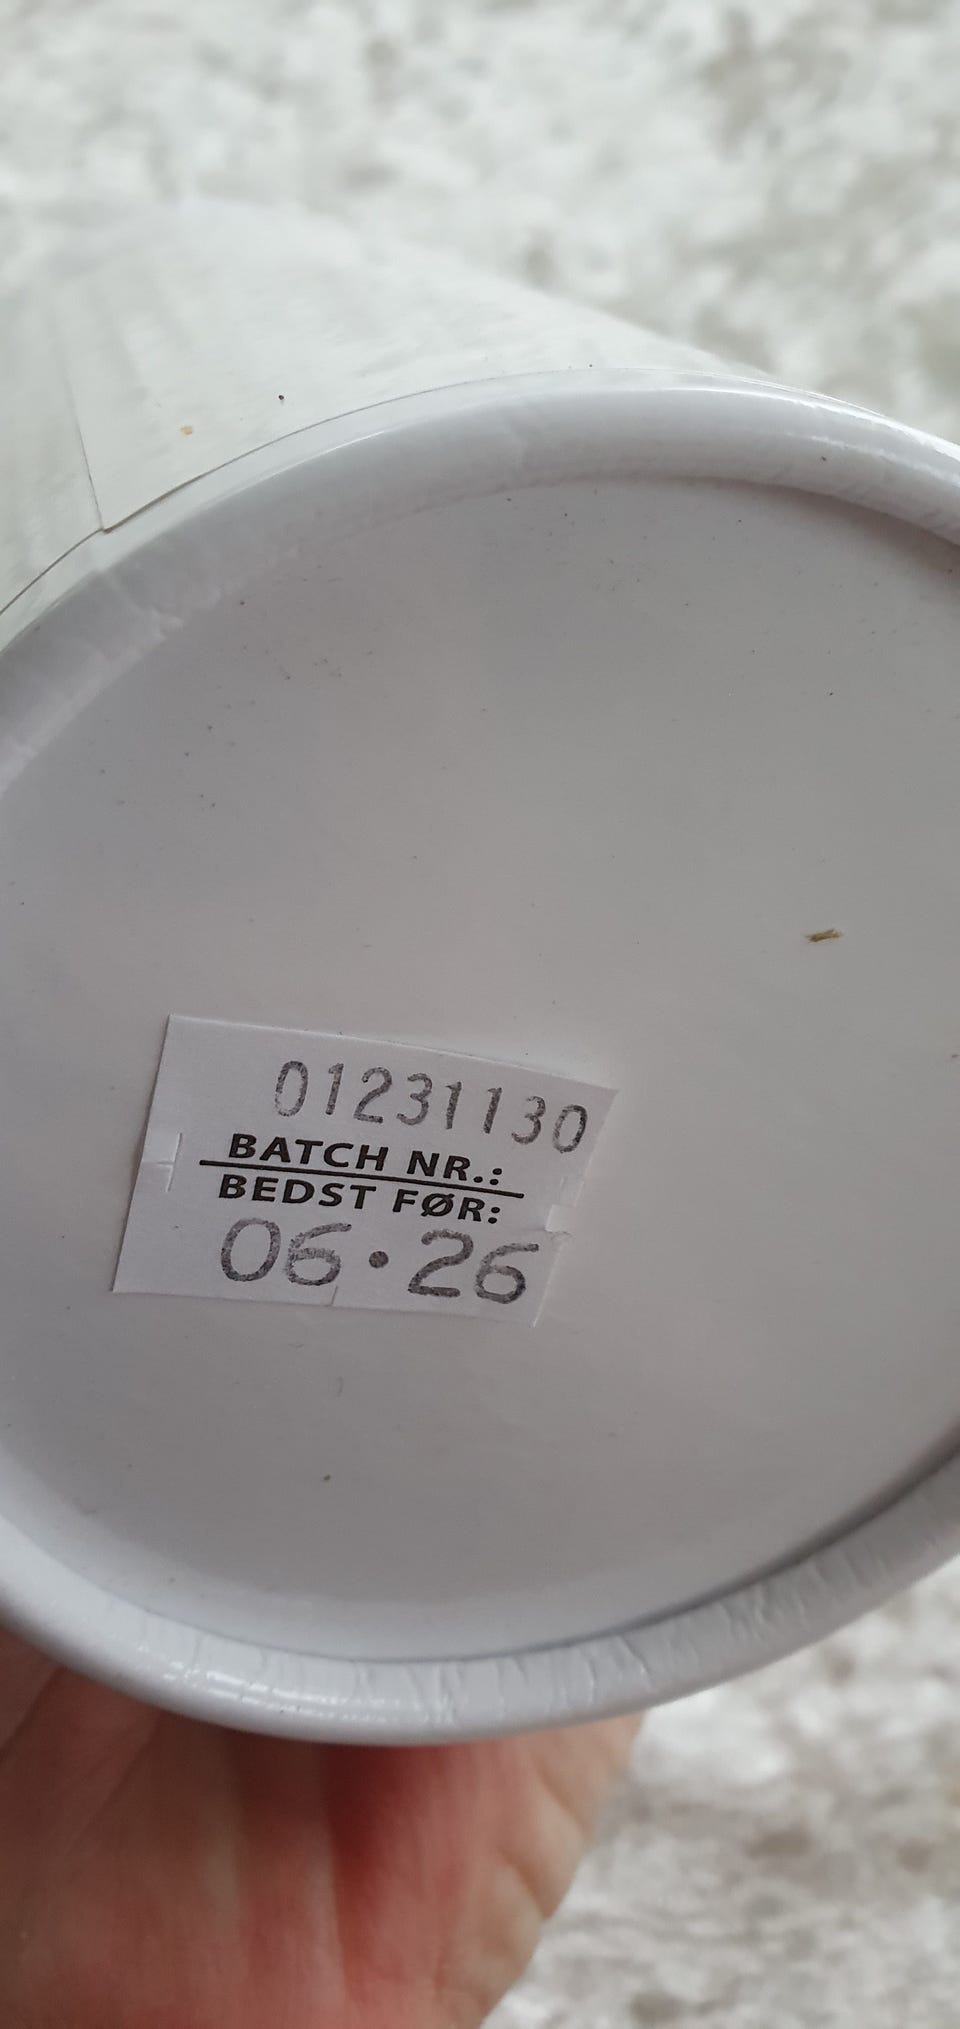 01231130
BATCH NR.:
BEDST FØR:
06·26